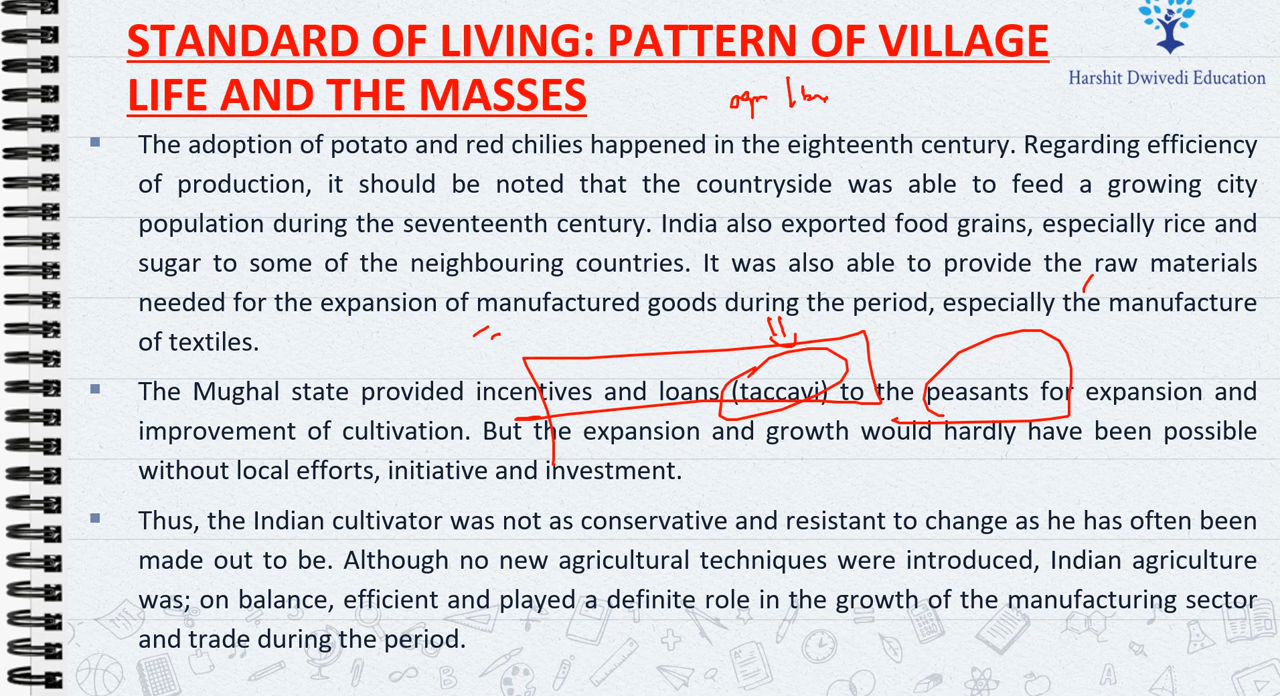 STANDARD OF LIVING: PATTERN OF VILLAGE
LIFE AND THE MASSES
Harshit Dwivedi Education
The adoption of potato and red chilies happened in the eighteenth century. Regarding efficiency
of production, it should be noted that the countryside was able to feed a growing city
population during the seventeenth century. India also exported food grains, especially rice and
sugar to some of the neighbouring countries. It was also able to provide the raw materials
needed for the expansion of manufactured goods during the period, especially the manufacture
of textiles.
The Mughal state provided incentives and loans (taccavi) to the peasants for expansion and
improvement of cultivation. But the expansion and growth would hardly have been possible
without local efforts, initiative and investment.
Thus, the Indian cultivator was not as conservative and resistant to change as he has often been
made out to be. Although no new agricultural techniques were introduced, Indian agriculture
was; on balance, efficient and played a definite role in the growth of the manufacturing sector
and trade during the period.